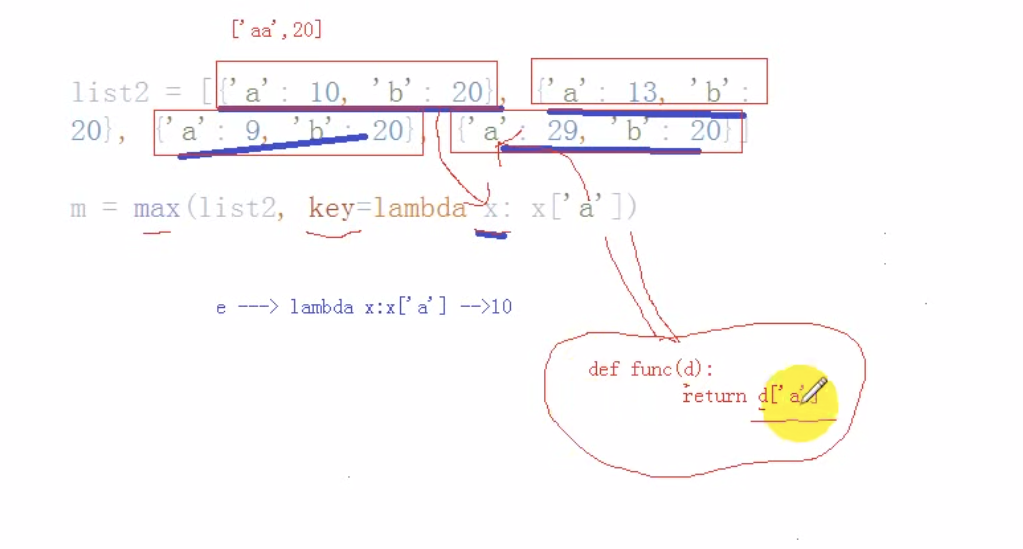 ['aa',20]
list2 = [{'a': 10, 'b': 20}, {'a': 13, 'b':
20}, {'a': 9, 'b': 20}, {'a': 29, 'b': 20}]
m = max(list2, key=lambda x: x['a'])
e ---> lambda x:x['a'] -->10
def func(d):
return d['a']